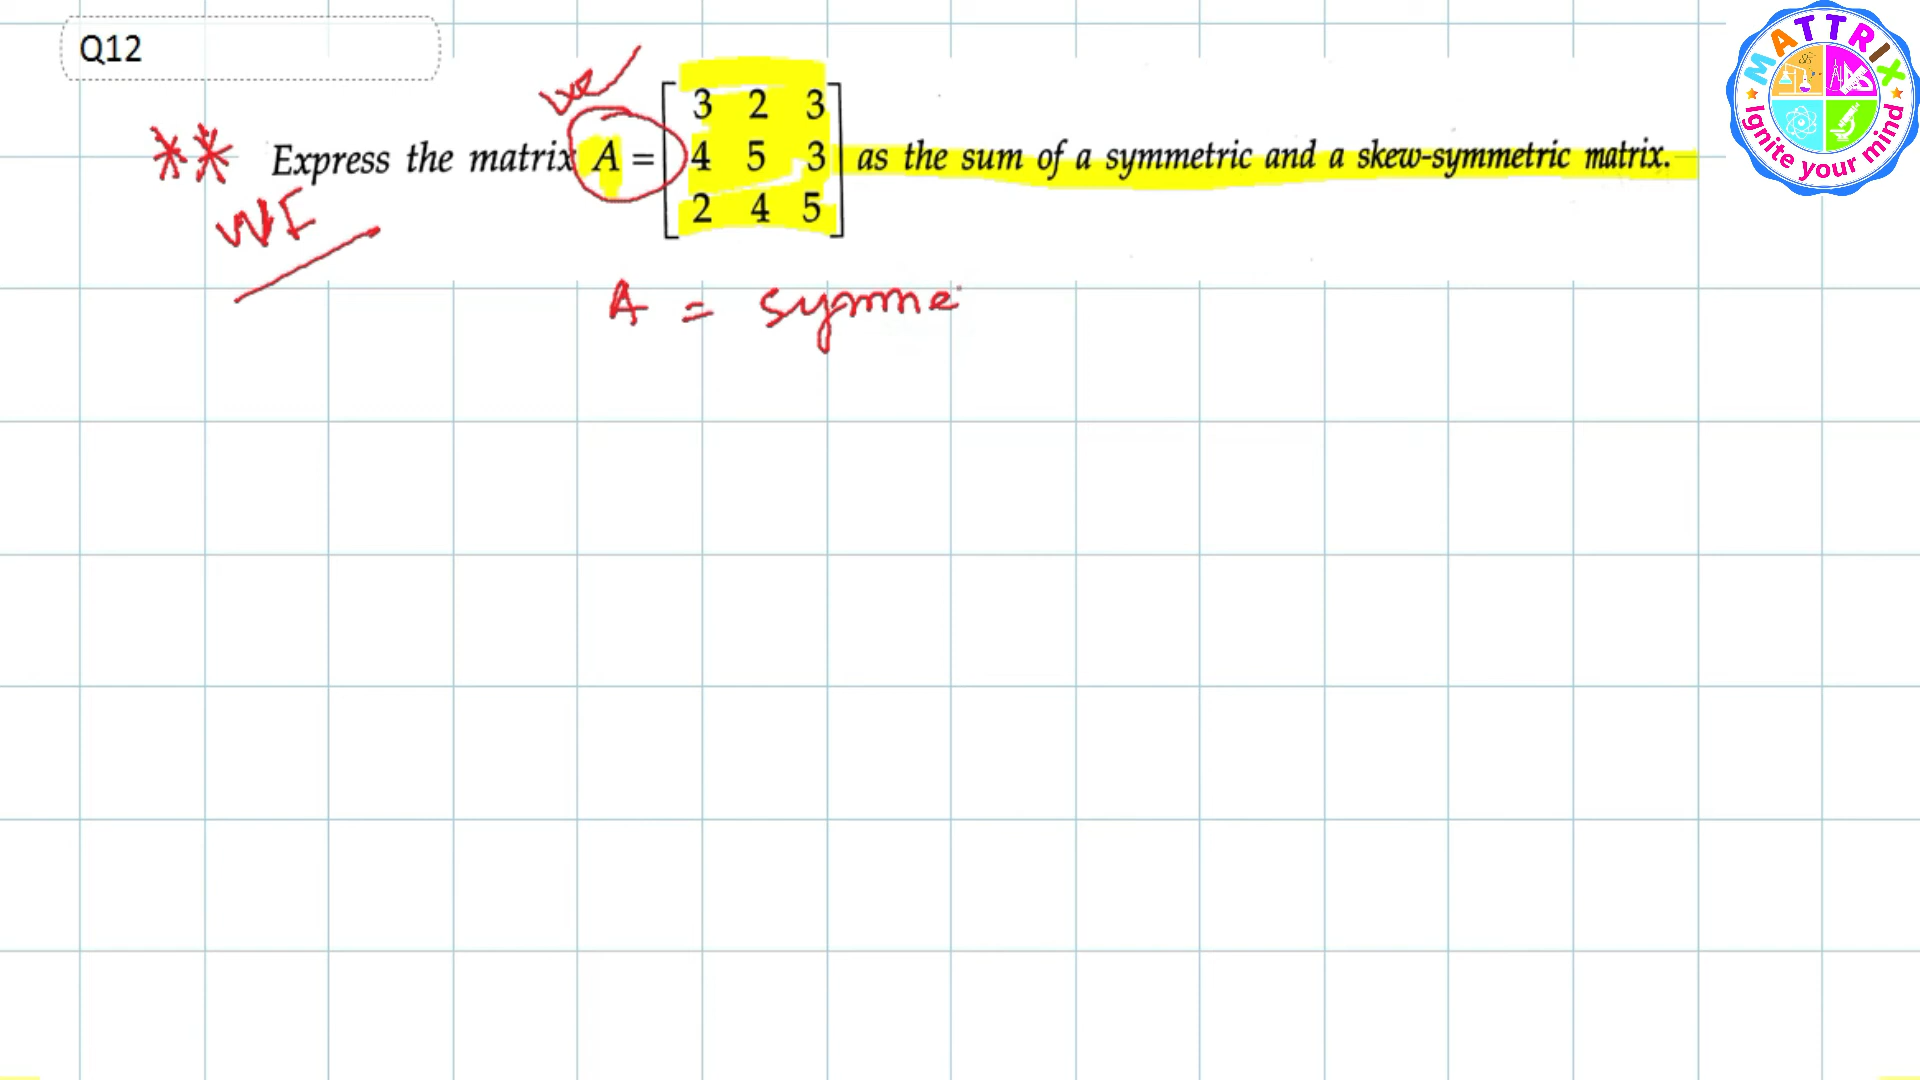 Q12
MATTRIX
Ignite your mind
3 2 3
** Express the matrix A = 4 5 3 as the sum of a symmetric and a skew-symmetric matrix.
2 4 5
A = symme